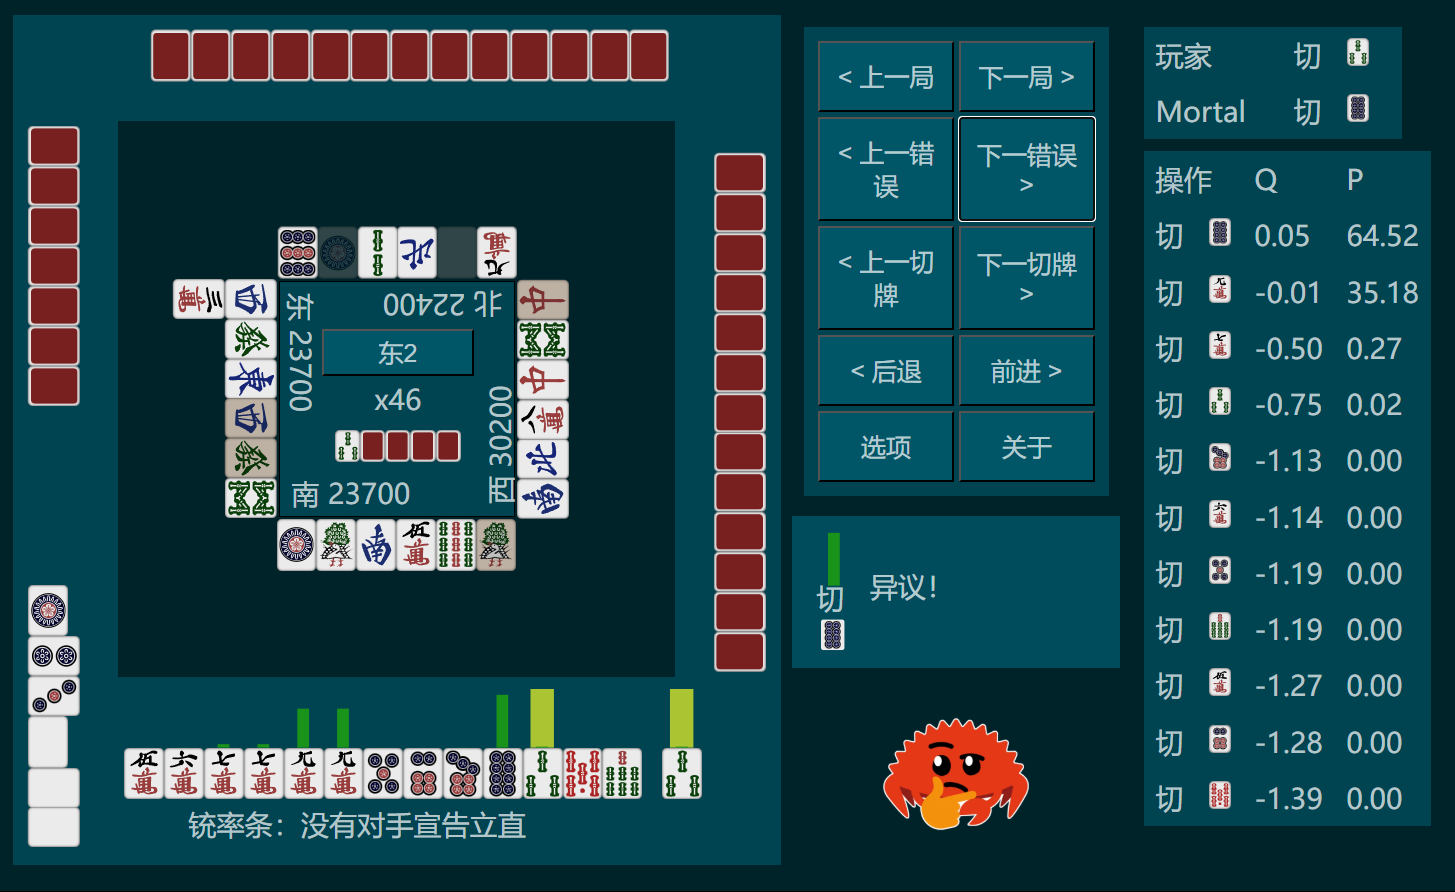 < 上一局
下一局 >
< 上一错误
下一错误 >
< 上一切牌
下一切牌 >
< 后退
前进 >
选项
关于
玩家 切
Mortal 切
操作 Q P
切 0.05 64.52
切 -0.01 35.18
切 -0.50 0.27
切 -0.75 0.02
切 -1.13 0.00
切 -1.14 0.00
切 -1.19 0.00
切 -1.19 0.00
切 -1.27 0.00
切 -1.28 0.00
切 -1.39 0.00
切
异议!
北 22400
东 23700
东2
x46
西 30200
南 23700
铳率条：没有对手宣告立直